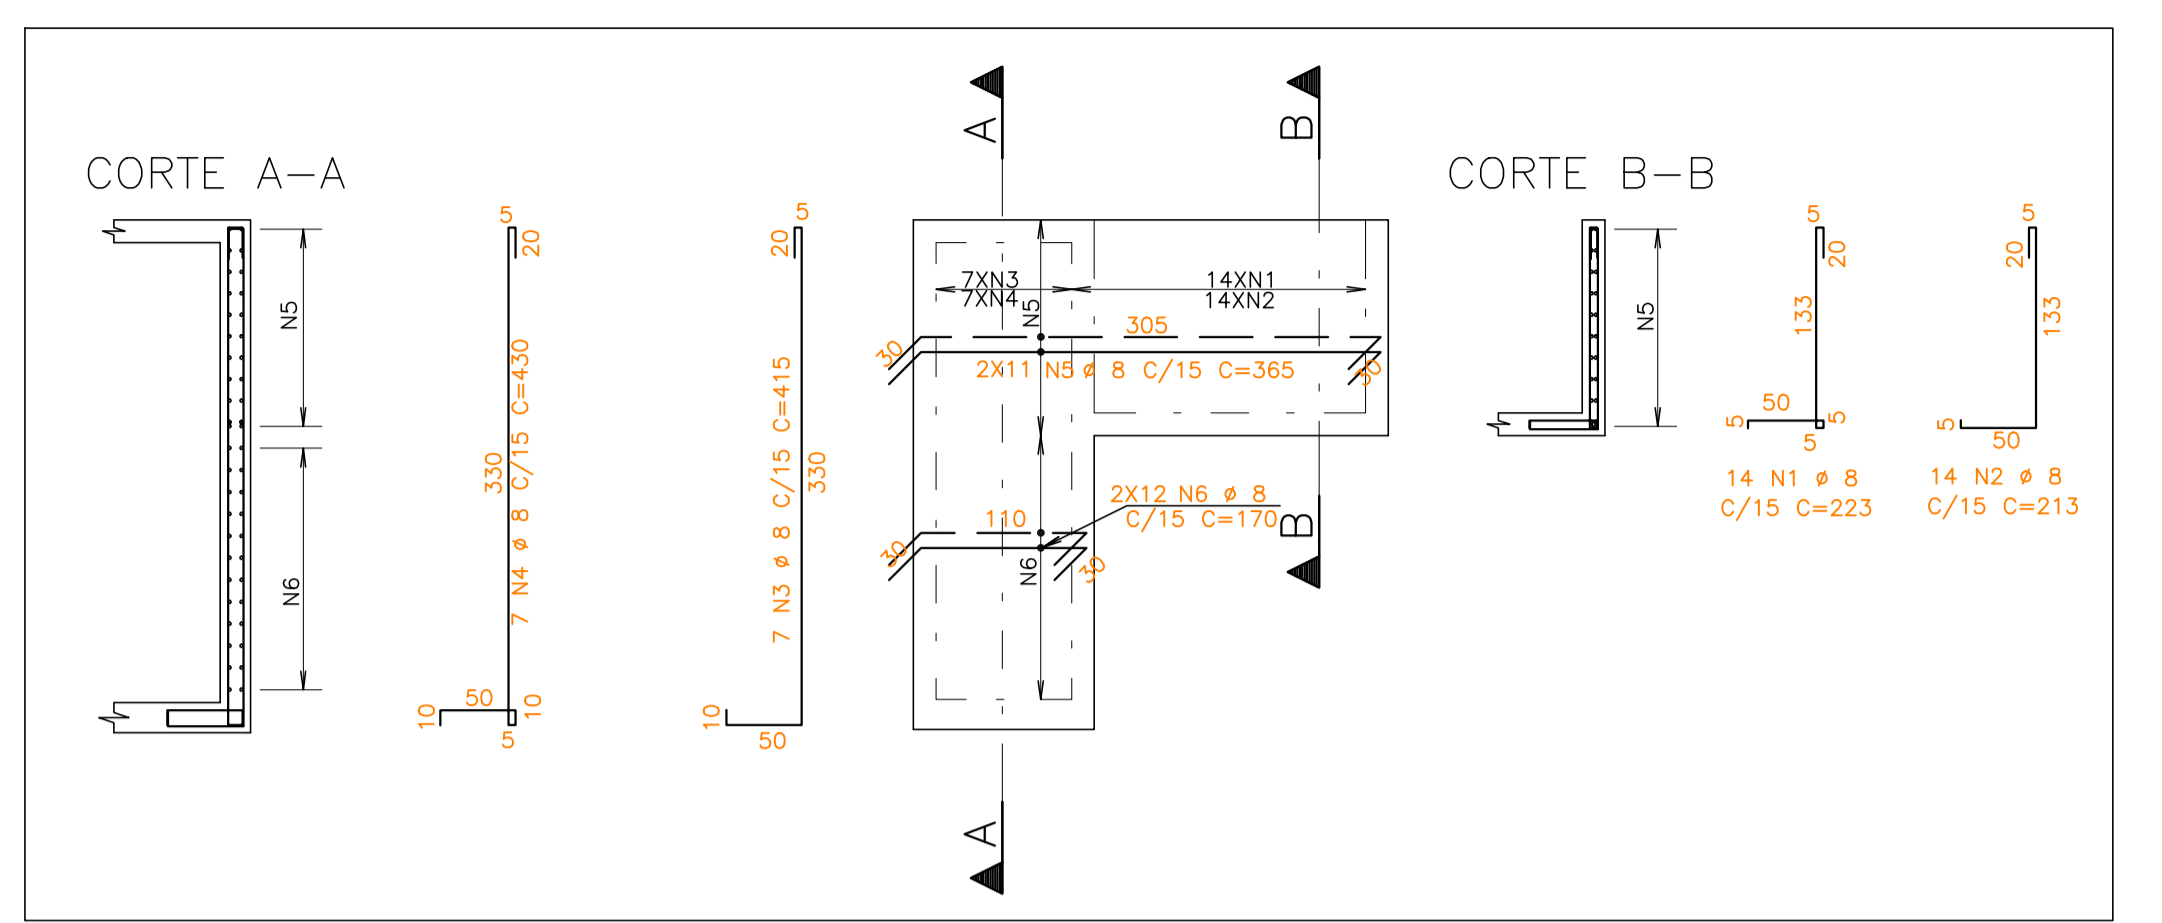 CORTE A-A
N5
N6
5
20
330
7 N4 ø 8 C/15 C=430
10
50
10
5
5
20
7 N3 ø 8 C/15 C=415
330
10
50
A
B
7XN3
7XN4
14XN1
14XN2
N5
305
30
30
2X11 N5 ø 8 C/15 C=365
2X12 N6 ø 8
C/15 C=170
110
30
30
N6
B
A
CORTE B-B
N5
5
20
133
50
5
5
5
14 N1 ø 8
C/15 C=223
5
20
133
5
50
14 N2 ø 8
C/15 C=213